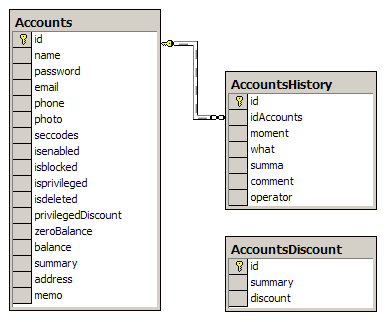 Accounts
id
name
password
email
phone
photo
seccodes
isenabled
isblocked
isprivileged
isdeleted
privilegedDiscount
zeroBalance
balance
summary
address
memo
AccountsHistory
id
idAccounts
moment
what
summa
comment
operator
AccountsDiscount
id
summary
discount